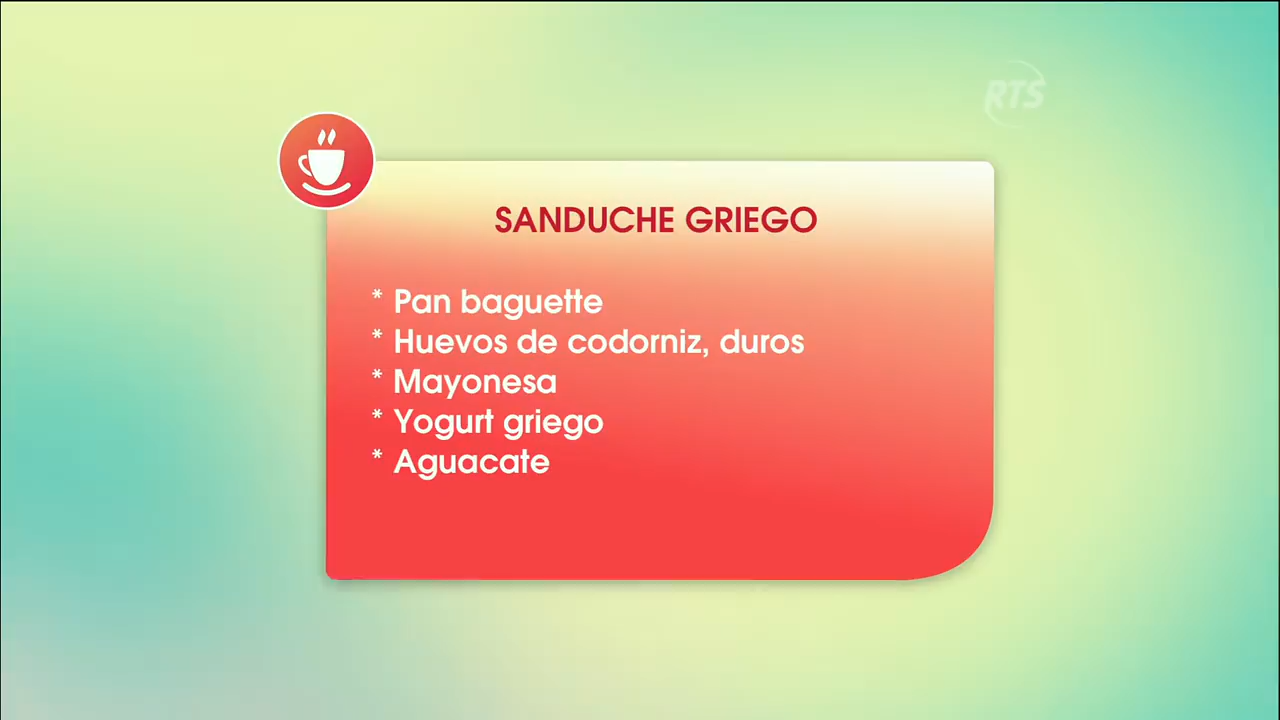 RTS
SANDUCHE GRIEGO
* Pan baguette
* Huevos de codorniz, duros
* Mayonesa
* Yogurt griego
* Aguacate